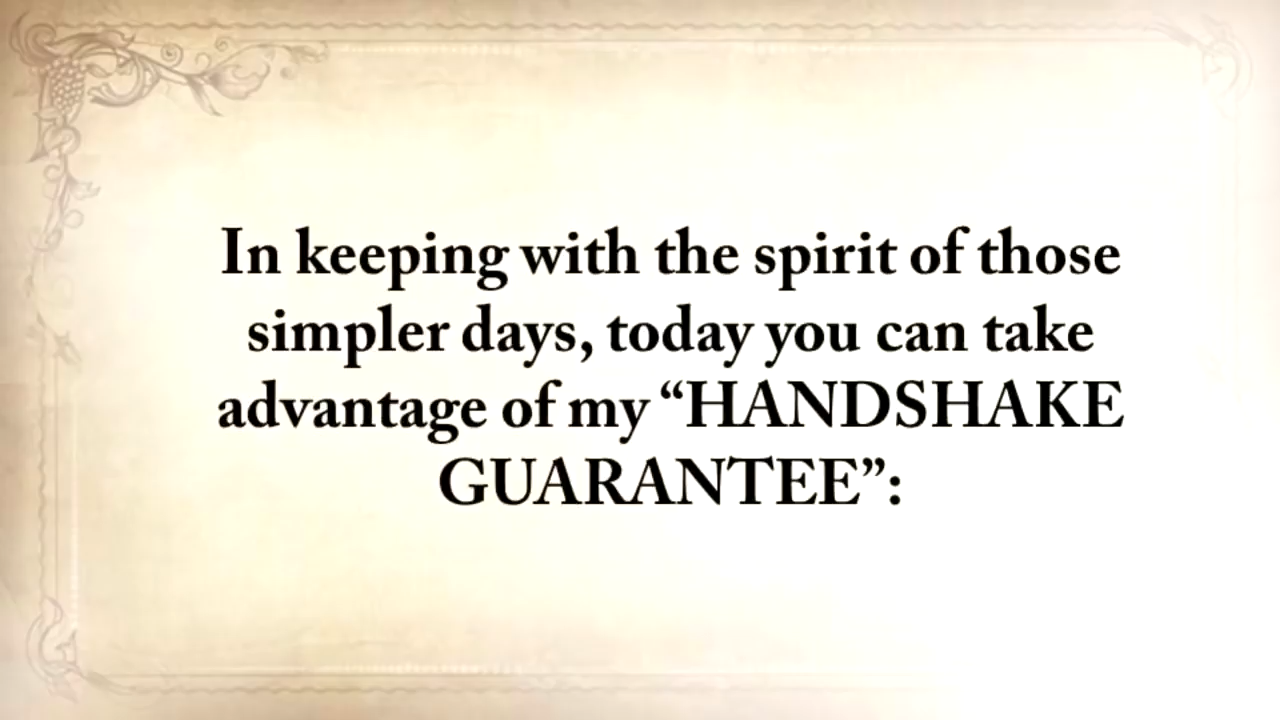 In keeping with the spirit of those
simpler days, today you can take
advantage of my “HANDSHAKE
GUARANTEE”: